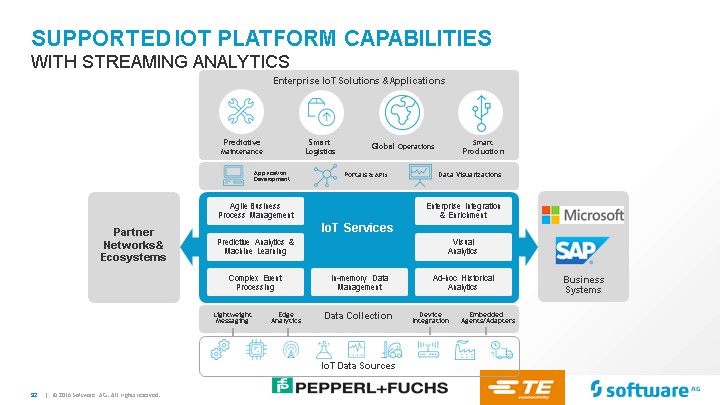 SUPPORTED IOT PLATFORM CAPABILITIES
WITH STREAMING ANALYTICS
Enterprise IoT Solutions & Applications
Predictive
Maintenance
Smart
Logistics
Global Operations
Smart
Production
Application
Development
Portals & APIs
Data Visualizations
Partner
Networks &
Ecosystems
Agile Business
Process Management
Enterprise Integration
& Enrichment
IoT Services
Predictive Analytics &
Machine Learning
Visual
Analytics
Complex Event
Processing
In-memory Data
Management
Ad-hoc Historical
Analytics
Microsoft
SAP
Business
Systems
Lightweight
Messaging
Edge
Analytics
Data Collection
Device
Integration
Embedded
Agents/Adapters
IoT Data Sources
PEPPERL+FUCHS
TE
connectivity
software AG
| © 2016 Software AG. All rights reserved.